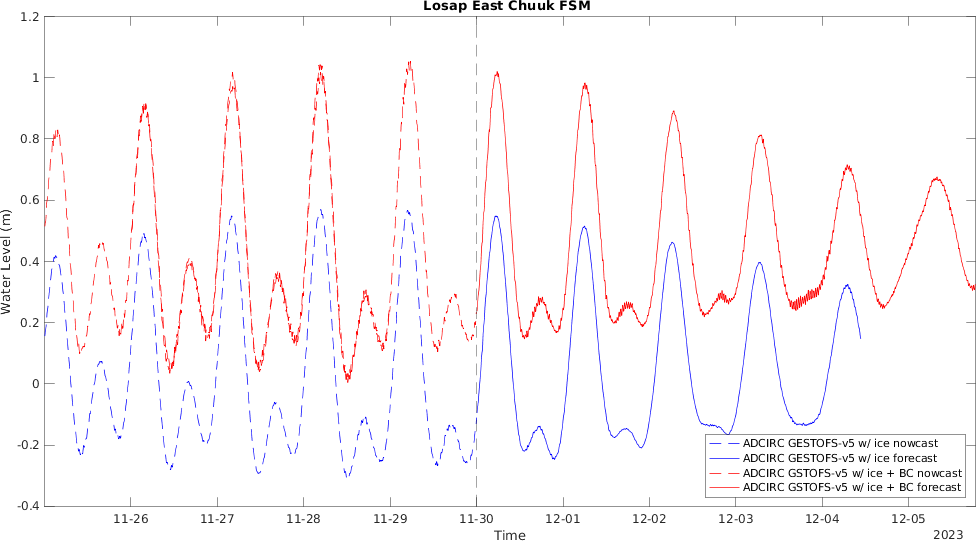 Losap East Chuuk FSM
1.2
1
0.8
0.6
0.4
0.2
0
-0.2
-0.4
Water Level (m)
ADCIRC GESTOFS-v5 w/ ice nowcast
ADCIRC GESTOFS-v5 w/ ice forecast
ADCIRC GSTOFS-v5 w/ ice + BC nowcast
ADCIRC GSTOFS-v5 w/ ice + BC forecast
11-26 11-27 11-28 11-29 11-30 12-01 12-02 12-03 12-04 12-05
Time
2023